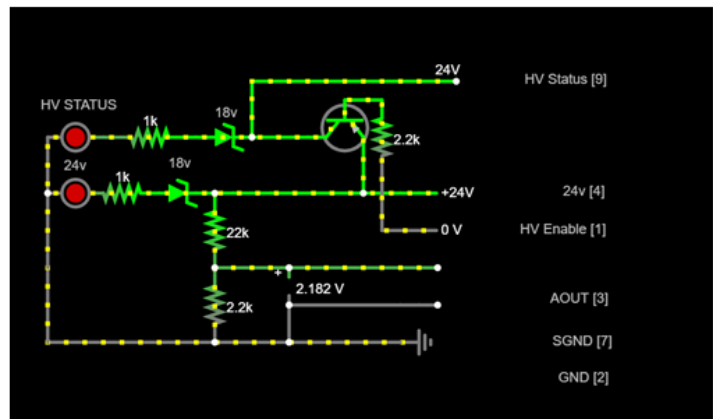 24V
HV Status [9]
HV STATUS
1k
18v
2.2k
24v
1k
18v
+24V
24v [4]
22k
0 V
HV Enable [1]
+
2.182 V
2.2k
AOUT [3]
SGND [7]
GND [2]